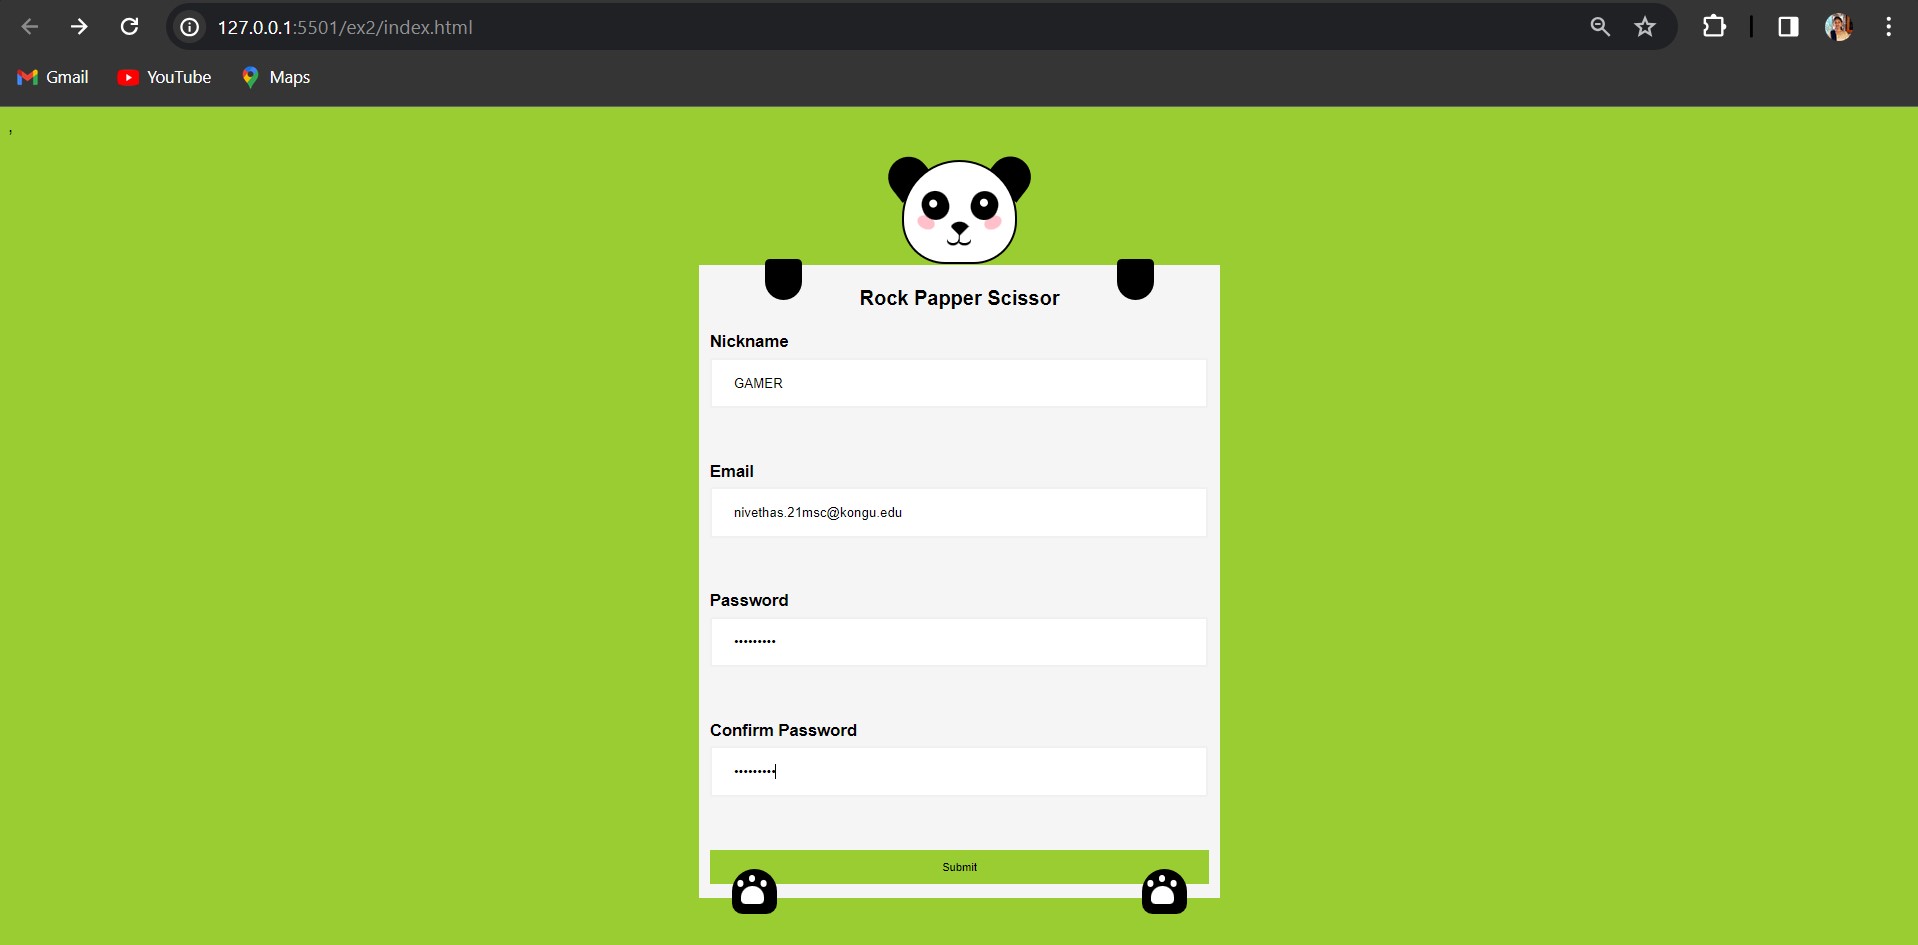 127.0.0.1:5501/ex2/index.html
Gmail YouTube Maps
,
Rock Papper Scissor
Nickname
GAMER
Email
nivethas.21msc@kongu.edu
Password
•••••••••
Confirm Password
•••••••••
Submit